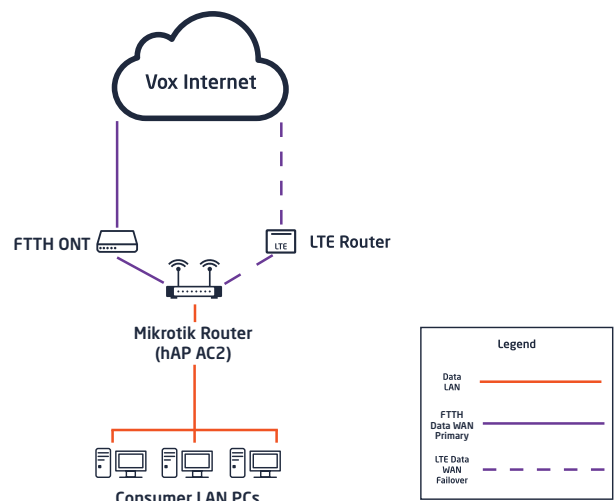 Vox Internet
FTTH ONT
LTE
LTE Router
Mikrotik Router
(hAP AC2)
Consumer LAN PCs
Legend
Data
LAN
FTTH
Data WAN
Primary
LTE Data
WAN
Failover